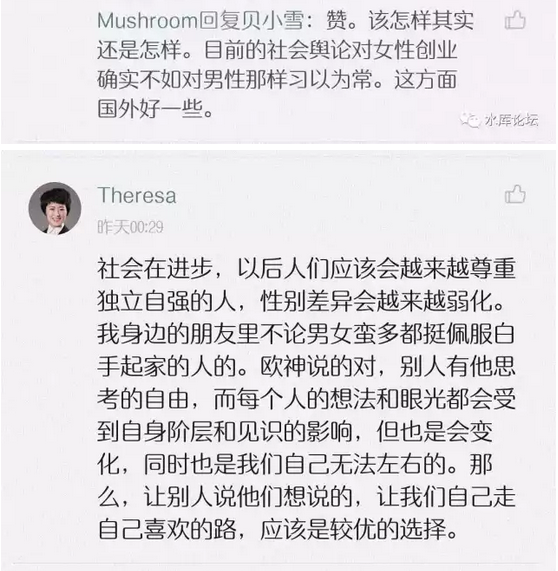 Mushroom回复贝小雪：赞。该怎样其实
还是怎样。目前的社会舆论对女性创业
确实不如对男性那样习以为常。这方面
国外好一些。
水库论坛
Theresa
昨天00:29
社会在进步，以后人们应该会越来越尊重
独立自强的人，性别差异会越来越弱化。
我身边的朋友里不论男女蛮多都挺佩服白
手起家的人的。欧神说的对，别人有他思
考的自由，而每个人的想法和眼光都会受
到自身阶层和见识的影响，但也是会变
化，同时也是我们自己无法左右的。那
么，让别人说他们想说的，让我们自己走
自己喜欢的路，应该是较优的选择。